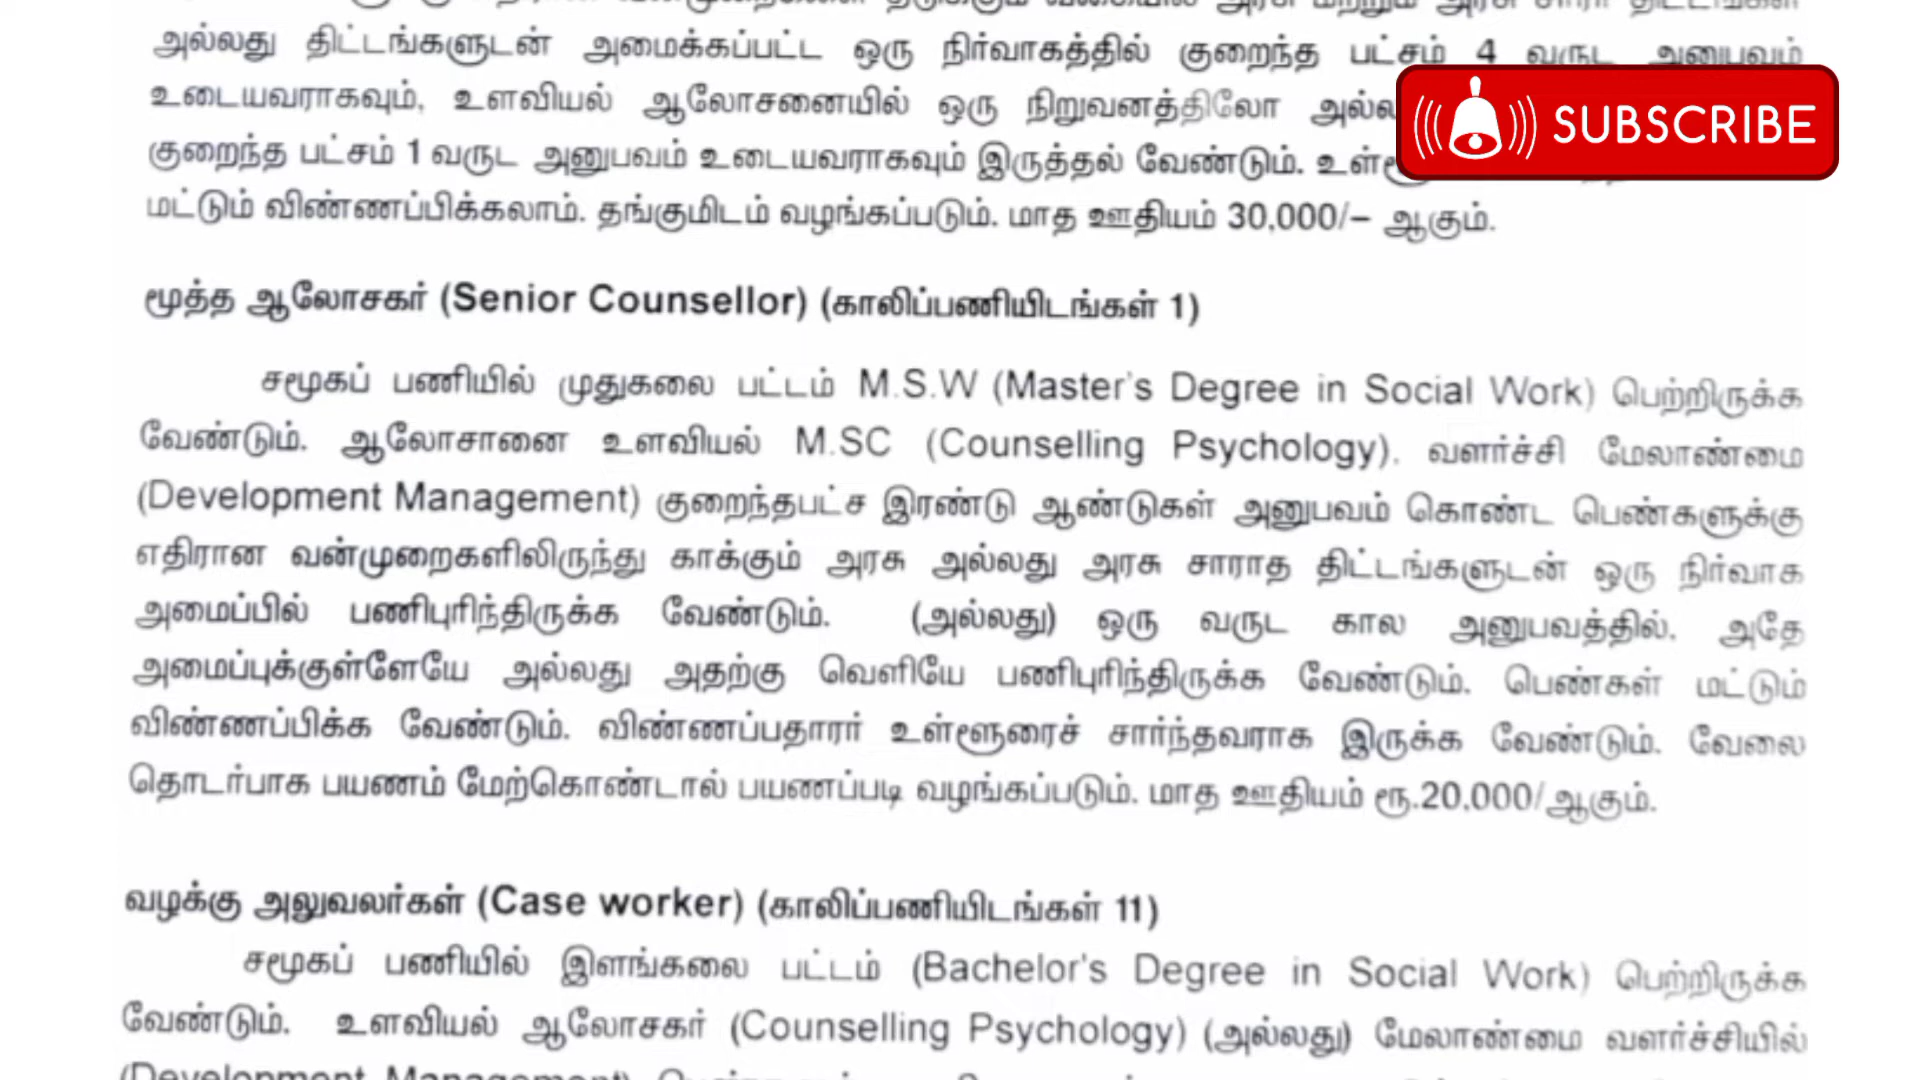 அல்லது திட்டங்களுடன் அமைக்கப்பட்ட ஒரு நிர்வாகத்தில் குறைந்த பட்சம் 4 வருட அனுபவம்
உடையவராகவும், உளவியல் ஆலோசனையில் ஒரு நிறுவனத்திலோ
SUBSCRIBE
குறைந்த பட்சம் 1 வருட அனுபவம் உடையவராகவும் இருத்தல் வேண்டும்.
மட்டும் விண்ணப்பிக்கலாம். தங்குமிடம் வழங்கப்படும். மாத ஊதியம் 30,000/– ஆகும்.
மூத்த ஆலோசகர் (Senior Counsellor) (காலிப்பணியிடங்கள் 1)
சமூகப் பணியில் முதுகலை பட்டம் M.S.W (Master's Degree in Social Work) பெற்றிருக்க
வேண்டும். ஆலோசானை உளவியல் M.SC (Counselling Psychology), வளர்ச்சி மேலாண்மை
(Development Management) குறைந்தபட்ச இரண்டு ஆண்டுகள் அனுபவம் கொண்ட பெண்களுக்கு
எதிரான வன்முறைகளிலிருந்து காக்கும் அரசு அல்லது அரசு சாராத திட்டங்களுடன் ஒரு நிர்வாக
அமைப்பில் பணிபுரிந்திருக்க வேண்டும். (அல்லது) ஒரு வருட கால அனுபவத்தில், அதே
அமைப்புக்குள்ளேயே அல்லது அதற்கு வெளியே பணிபுரிந்திருக்க வேண்டும். பெண்கள் மட்டும்
விண்ணப்பிக்க வேண்டும். விண்ணப்பதாரர் உள்ளூரைச் சார்ந்தவராக இருக்க வேண்டும். வேலை
தொடர்பாக பயணம் மேற்கொண்டால் பயணப்படி வழங்கப்படும். மாத ஊதியம் ரூ.20,000/ஆகும்.
வழக்கு அலுவலர்கள் (Case worker) (காலிப்பணியிடங்கள் 11)
சமூகப் பணியில் இளங்கலை பட்டம் (Bachelor's Degree in Social Work) பெற்றிருக்க
வேண்டும். உளவியல் ஆலோசகர் (Counselling Psychology) (அல்லது) மேலாண்மை வளர்ச்சியில்
(Development Management)